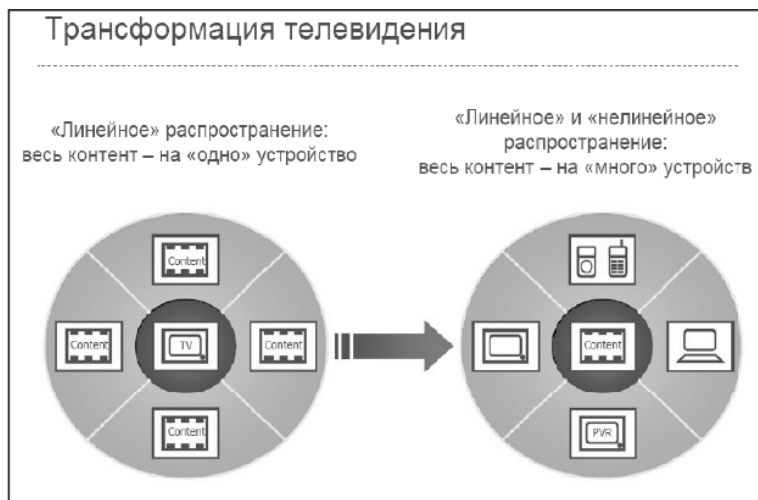 Трансформация телевидения
«Линейное» распространение:
весь контент – на «одно» устройство
«Линейное» и «нелинейное»
распространение:
весь контент – на «много» устройств
Content
Content
TV
Content
Content
Content
PVR